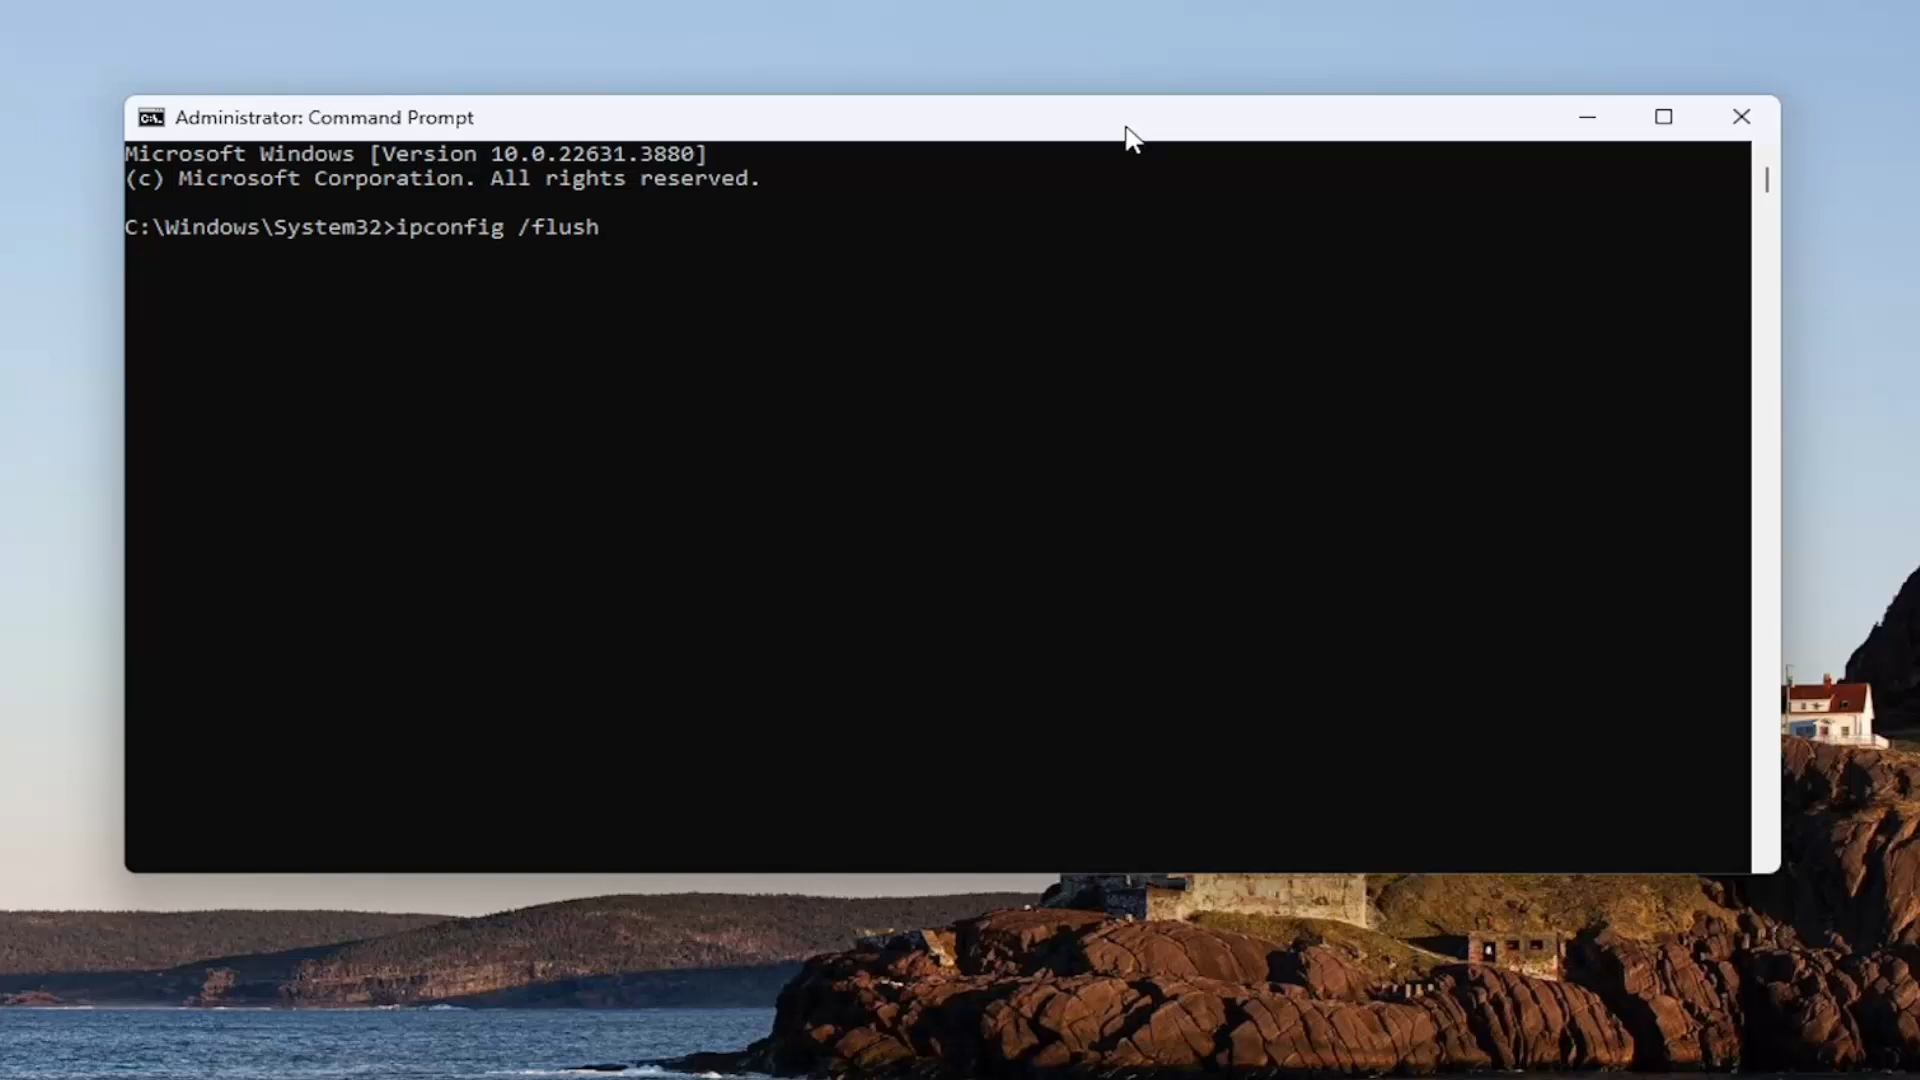 Administrator: Command Prompt
Microsoft Windows [Version 10.0.22631.3880]
(c) Microsoft Corporation. All rights reserved.
C:\Windows\System32>ipconfig /flush